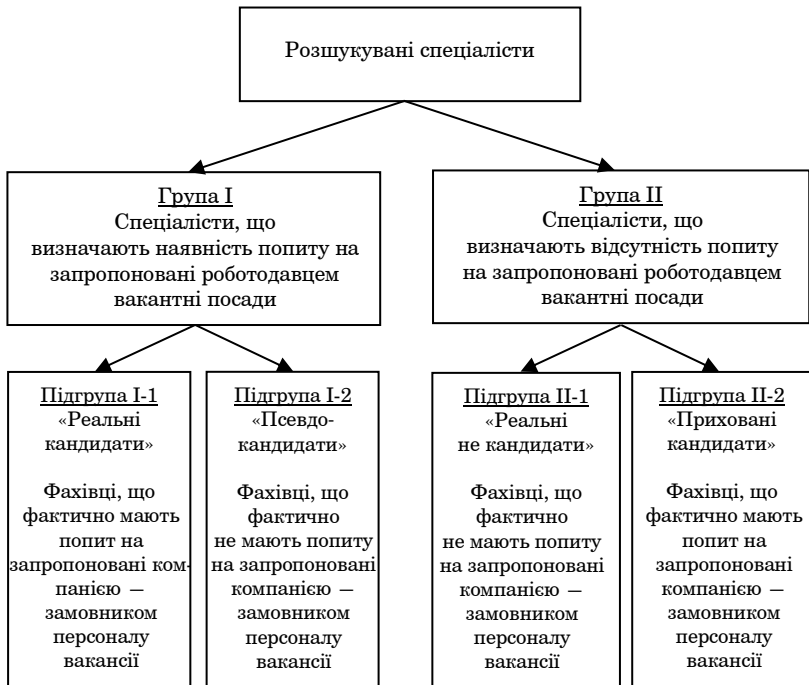 Розшукувані спеціалісти
Група I
Спеціалісти, що
визначають наявність попиту на
запропоновані роботодавцем
вакантні посади
Група II
Спеціалісти, що
визначають відсутність попиту
на запропоновані роботодавцем
вакантні посади
Підгрупа I-1
«Реальні
кандидати»
Фахівці, що
фактично мають
попит на
запропоновані ком-
панією —
замовником
персоналу
вакансії
Підгрупа I-2
«Псевдо-
кандидати»
Фахівці, що
фактично
не мають попиту
на запропоновані
компанією —
замовником
персоналу
вакансії
Підгрупа II-1
«Реальні
не кандидати»
Фахівці, що
фактично
не мають попиту
на запропоновані
компанією —
замовником
персоналу
вакансії
Підгрупа II-2
«Приховані
кандидати»
Фахівці, що
фактично мають
попит на
запропоновані
компанією —
замовником
персоналу
вакансії